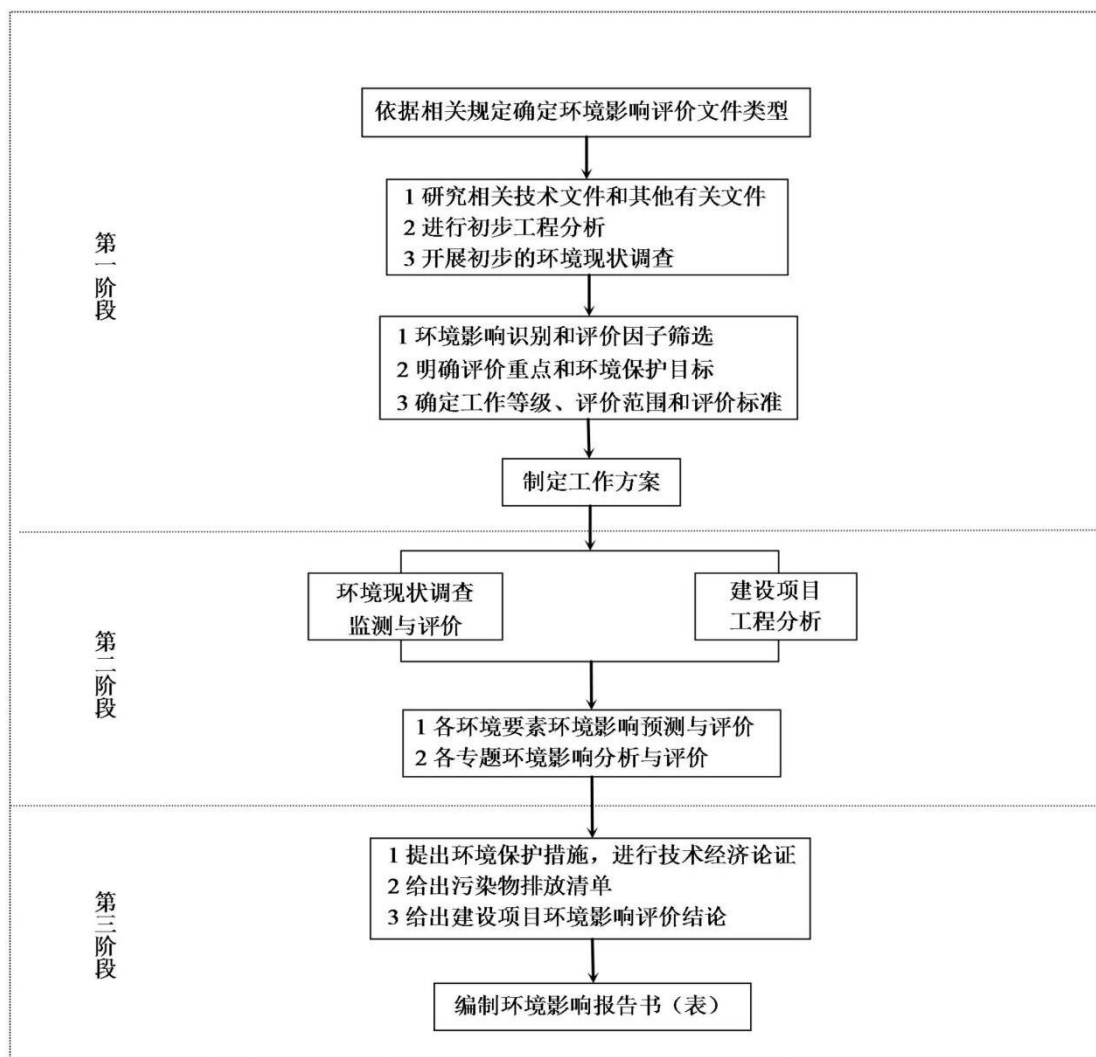 依据相关规定确定环境影响评价文件类型
1 研究相关技术文件和其他有关文件
2 进行初步工程分析
3 开展初步的环境现状调查
第一阶段
1 环境影响识别和评价因子筛选
2 明确评价重点和环境保护目标
3 确定工作等级、评价范围和评价标准
制定工作方案
环境现状调查
监测与评价
建设项目
工程分析
第二阶段
1 各环境要素环境影响预测与评价
2 各专题环境影响分析与评价
1 提出环境保护措施，进行技术经济论证
2 给出污染物排放清单
3 给出建设项目环境影响评价结论
第三阶段
编制环境影响报告书（表）